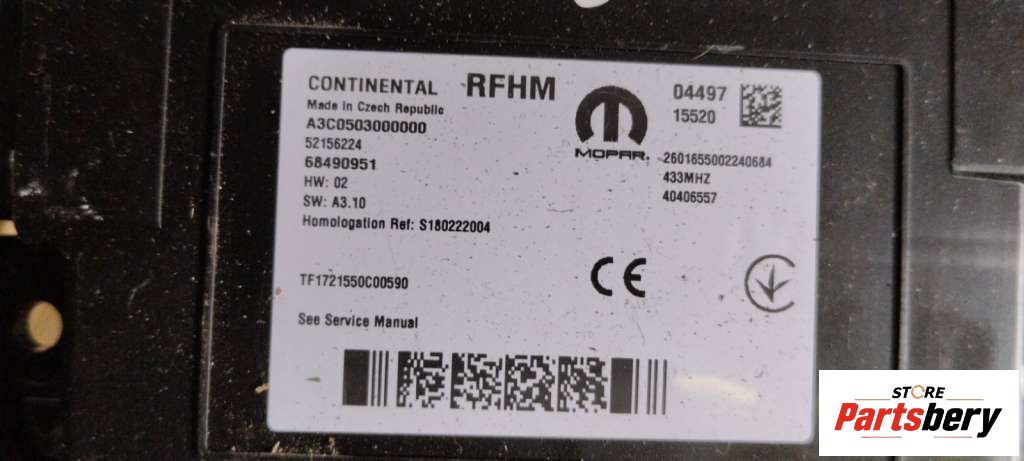 CONTINENTAL RFHM
Made in Czech Republic
A3C0503000000
52156224
68490951
HW: 02
SW: A3.10
Homologation Ref: S180222004
TF1721550C00590
See Service Manual
MOPAR.
04497
15520
2601655002240684
433MHZ
40406557
CE
STORE
Partsbery